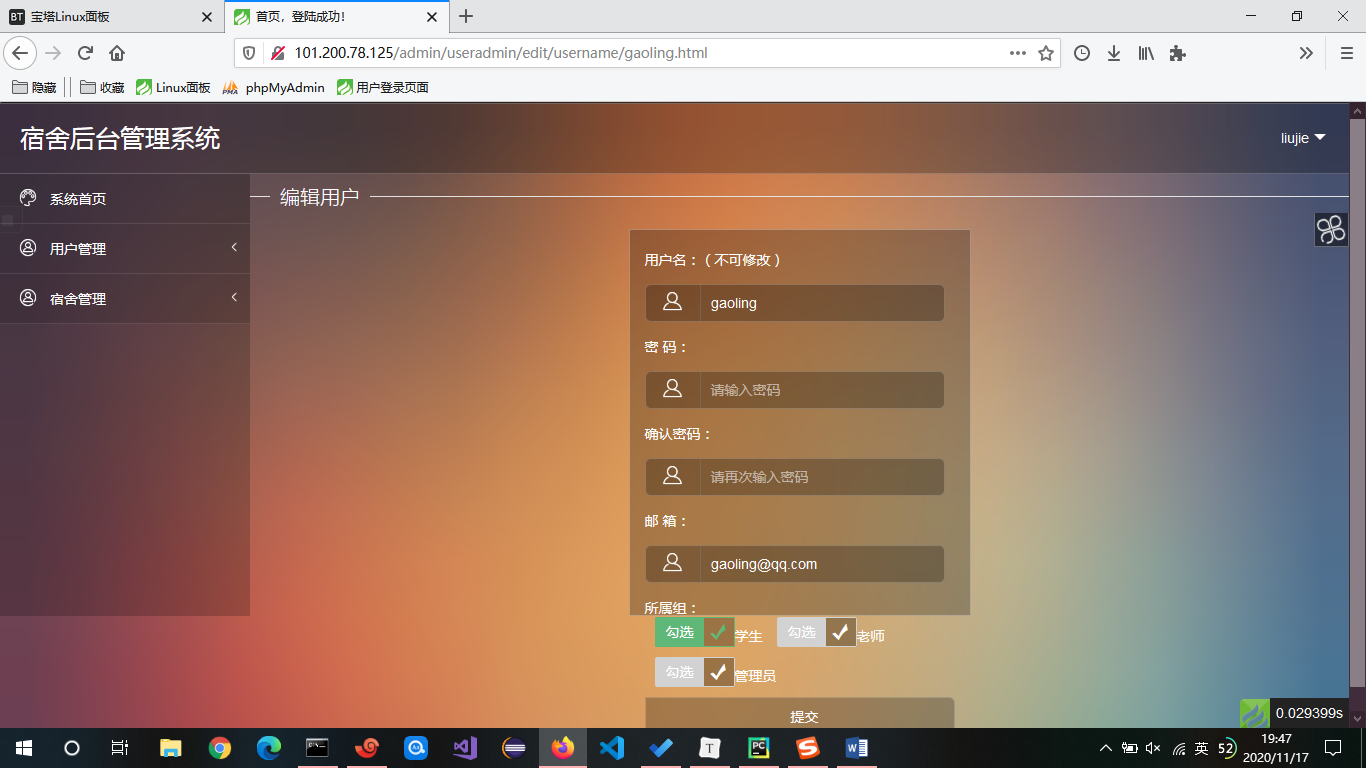 BT 宝塔Linux面板
首页，登陆成功!
101.200.78.125/admin/useradmin/edit/username/gaoling.html
隐藏 收藏 Linux面板 PMA phpMyAdmin 用户登录页面
宿舍后台管理系统
liujie
系统首页
用户管理
宿舍管理
编辑用户
用户名：（不可修改）
gaoling
密 码：
请输入密码
确认密码：
请再次输入密码
邮 箱：
gaoling@qq.com
所属组：
勾选 学生 勾选 老师
勾选 管理员
提交
0.029399s
英 52
19:47
2020/11/17